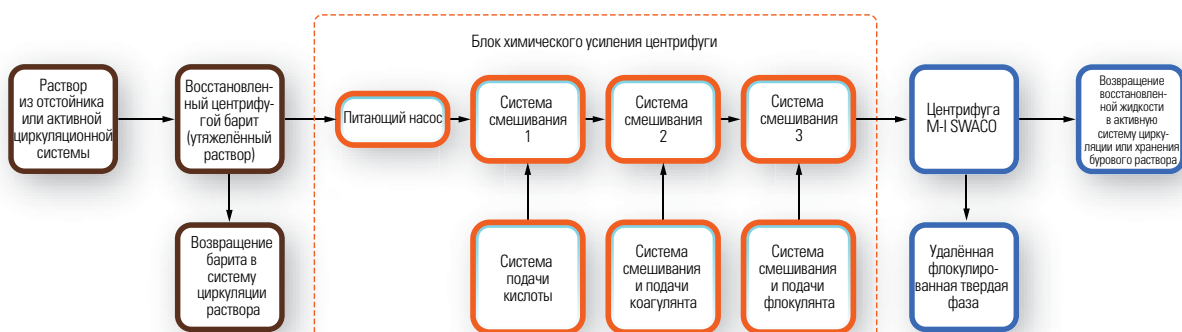 Блок химического усиления центрифуги
Раствор
из отстойника
или активной
циркуляционной
системы
Восстановлен-
ный центрифу-
гой барит
(утяжелённый
раствор)
Питающий насос
Система
смешивания
1
Система
смешивания
2
Система
смешивания
3
Центрифуга
M-I SWACO
Возвращение
восстановлен-
ной жидкости
в активную
систему цирку-
ляции или хранения
бурового раствора
Возвращение
барита в
систему
циркуляции
раствора
Система
подачи
кислоты
Система
смешивания
и подачи
коагулянта
Система
смешивания
и подачи
флокулянта
Удалённая
флокулиро-
ванная твердая
фаза